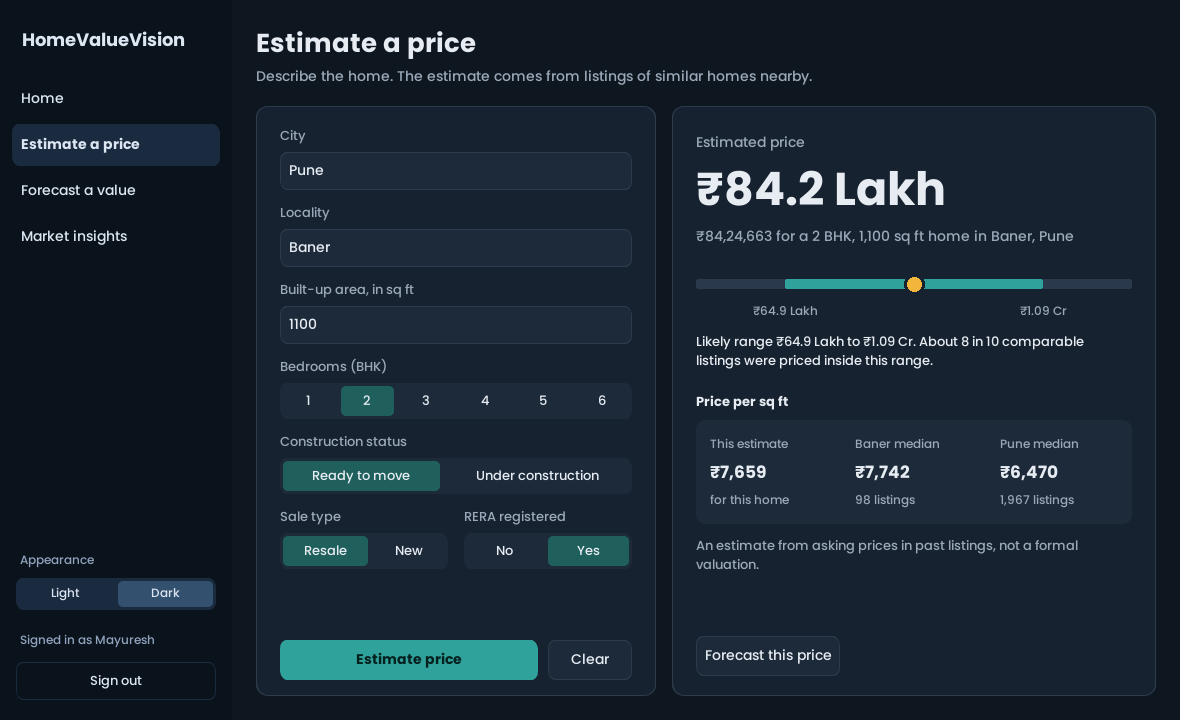 HomeValueVision
Home
Estimate a price
Forecast a value
Market insights
Appearance
Light Dark
Signed in as Mayuresh
Sign out
Estimate a price
Describe the home. The estimate comes from listings of similar homes nearby.
City
Pune
Locality
Baner
Built-up area, in sq ft
1100
Bedrooms (BHK)
1 2 3 4 5 6
Construction status
Ready to move Under construction
Sale type RERA registered
Resale New No Yes
Estimate price Clear
Estimated price
₹84.2 Lakh
₹84,24,663 for a 2 BHK, 1,100 sq ft home in Baner, Pune
₹64.9 Lakh ₹1.09 Cr
Likely range ₹64.9 Lakh to ₹1.09 Cr. About 8 in 10 comparable
listings were priced inside this range.
Price per sq ft
This estimate Baner median Pune median
₹7,659 ₹7,742 ₹6,470
for this home 98 listings 1,967 listings
An estimate from asking prices in past listings, not a formal
valuation.
Forecast this price